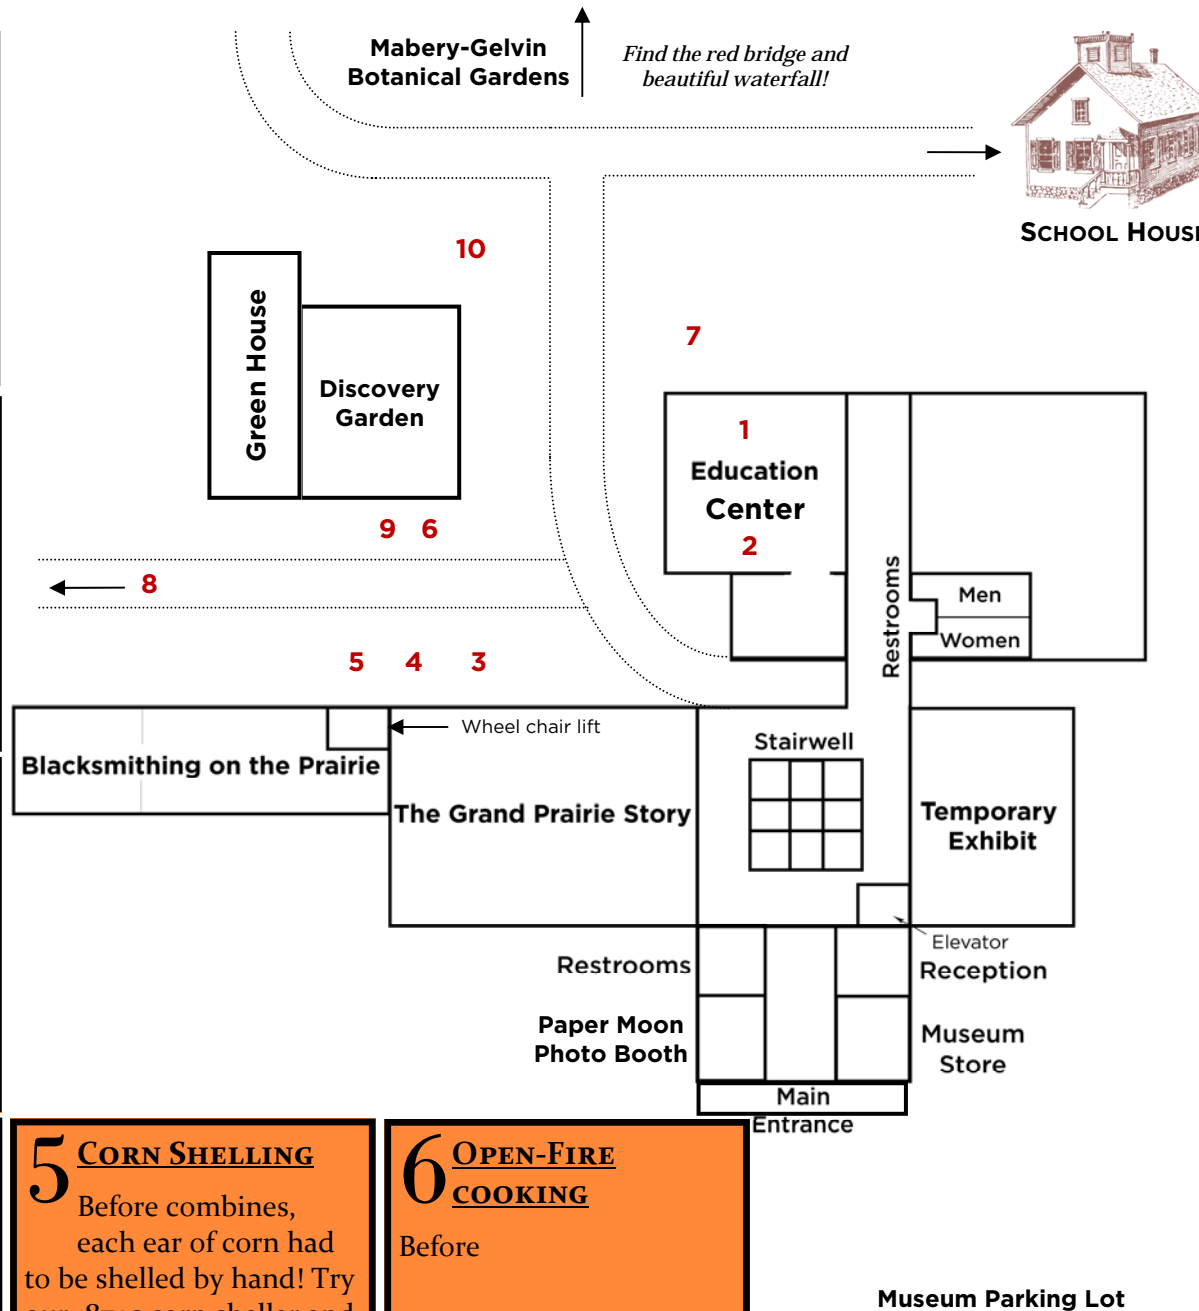 Mabery-Gelvin
Botanical Gardens
Find the red bridge and
beautiful waterfall!
SCHOOL HOUSE
10
7
Green House
Discovery
Garden
1
Education
Center
2
9 6
8
Restrooms
Men
Women
5 4 3
Wheel chair lift
Stairwell
Blacksmithing on the Prairie
The Grand Prairie Story
Temporary
Exhibit
Elevator
Restrooms
Reception
Paper Moon
Photo Booth
Museum
Store
Main
Entrance
5 CORN SHELLING
Before combines,
each ear of corn had
to be shelled by hand! Try
corn sheller and
6 OPEN-FIRE
COOKING
Before
Museum Parking Lot